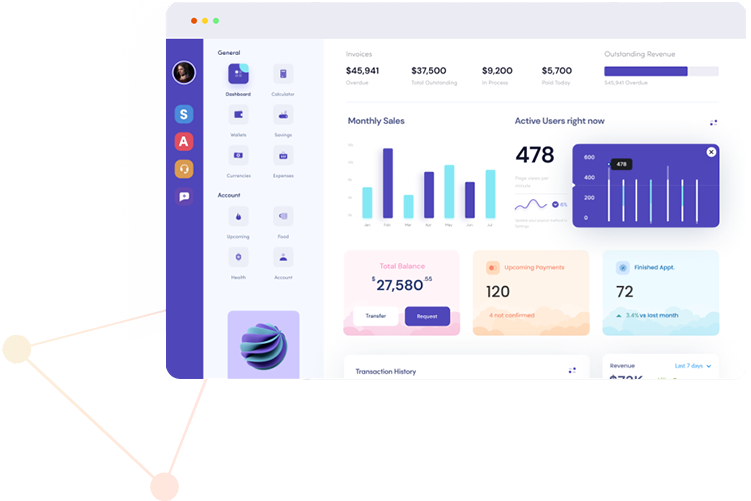 General
Dashboard
Calculator
Wallets
Savings
Currencies
Expenses
Account
Upcoming
Food
Health
Account
S
A
Invoices
$45,941
Overdue
$37,500
Total Outstanding
$9,200
In Process
$5,700
Paid Today
Outstanding Revenue
$45,941 Overdue
Monthly Sales
Jan
Feb
Mar
Apr
May
Jun
Jul
Active Users right now
478
Page views per
minute
6%
600
400
200
0
478
Total Balance
$27,580.55
Transfer
Request
Upcoming Payments
120
4 not confirmed
Finished Appt.
72
3.4% vs last month
Transaction History
Revenue
Last 7 days